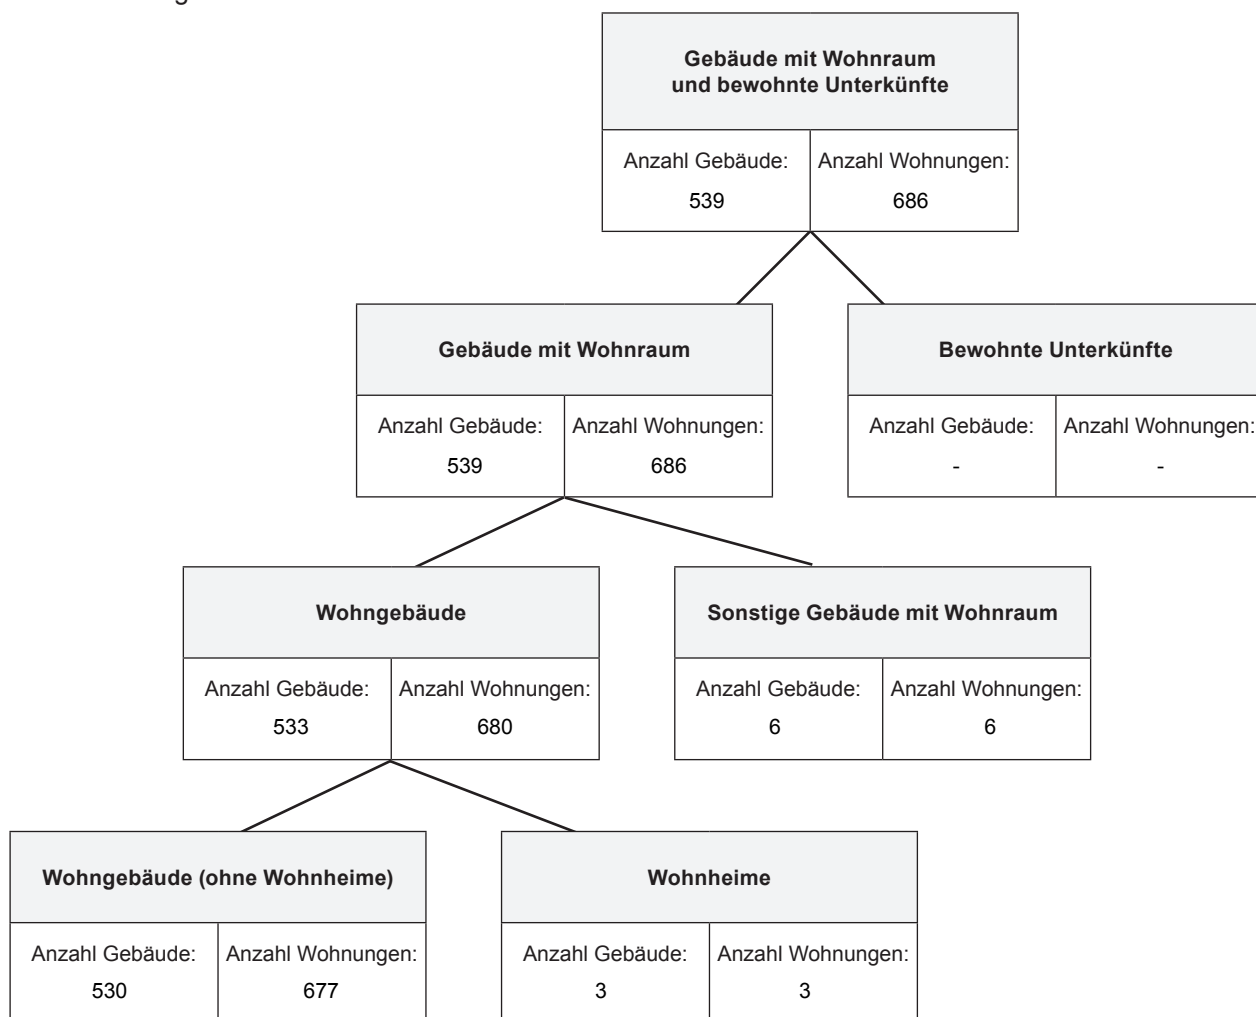 Gebäude mit Wohnraum
und bewohnte Unterkünfte
Anzahl Gebäude: Anzahl Wohnungen:
539 686
Gebäude mit Wohnraum
Anzahl Gebäude: Anzahl Wohnungen:
539 686
Bewohnte Unterkünfte
Anzahl Gebäude: Anzahl Wohnungen:
- -
Wohngebäude
Anzahl Gebäude: Anzahl Wohnungen:
533 680
Sonstige Gebäude mit Wohnraum
Anzahl Gebäude: Anzahl Wohnungen:
6 6
Wohngebäude (ohne Wohnheime)
Anzahl Gebäude: Anzahl Wohnungen:
530 677
Wohnheime
Anzahl Gebäude: Anzahl Wohnungen:
3 3